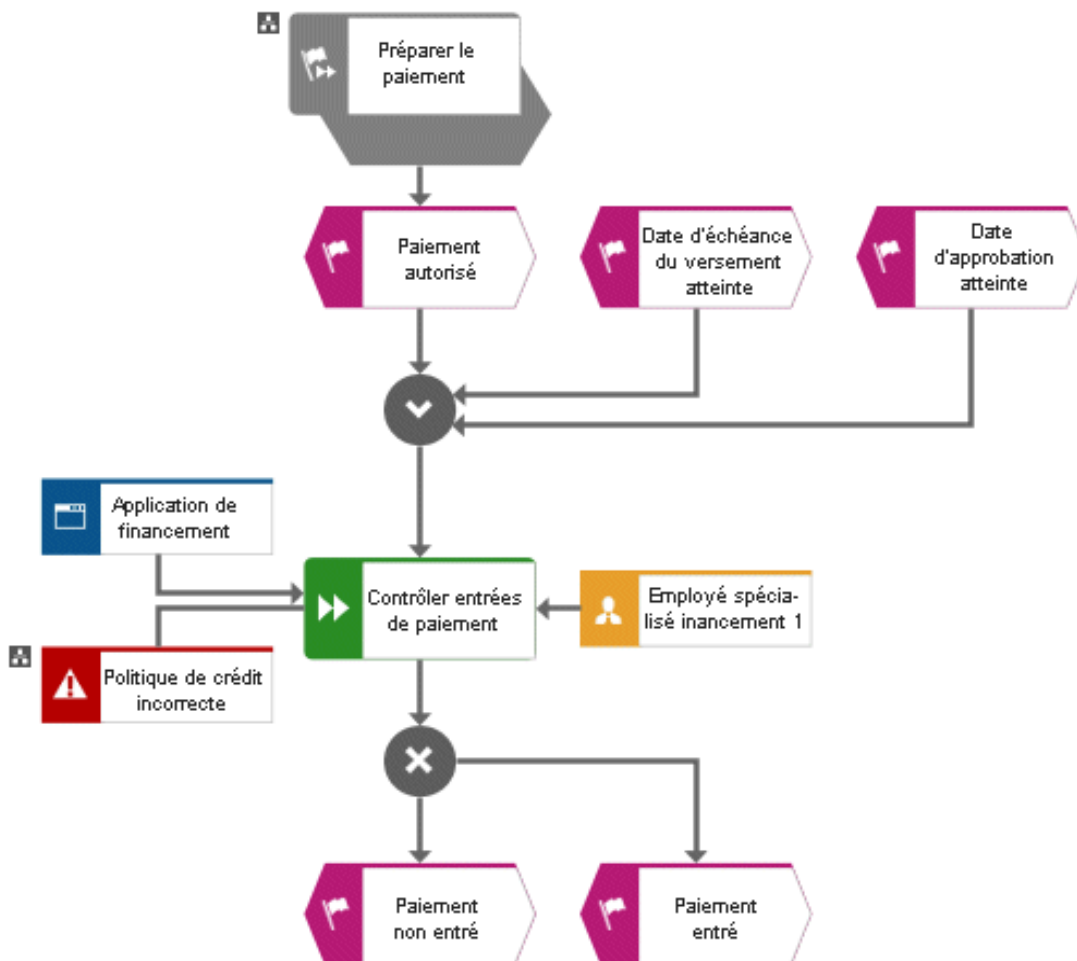 Préparer le
paiement
Paiement
autorisé
Date d'échéance
du versement
atteinte
Date
d'approbation
atteinte
Application de
financement
Contrôler entrées
de paiement
Employé spécia-
lisé inancement 1
Politique de crédit
incorrecte
Paiement
non entré
Paiement
entré